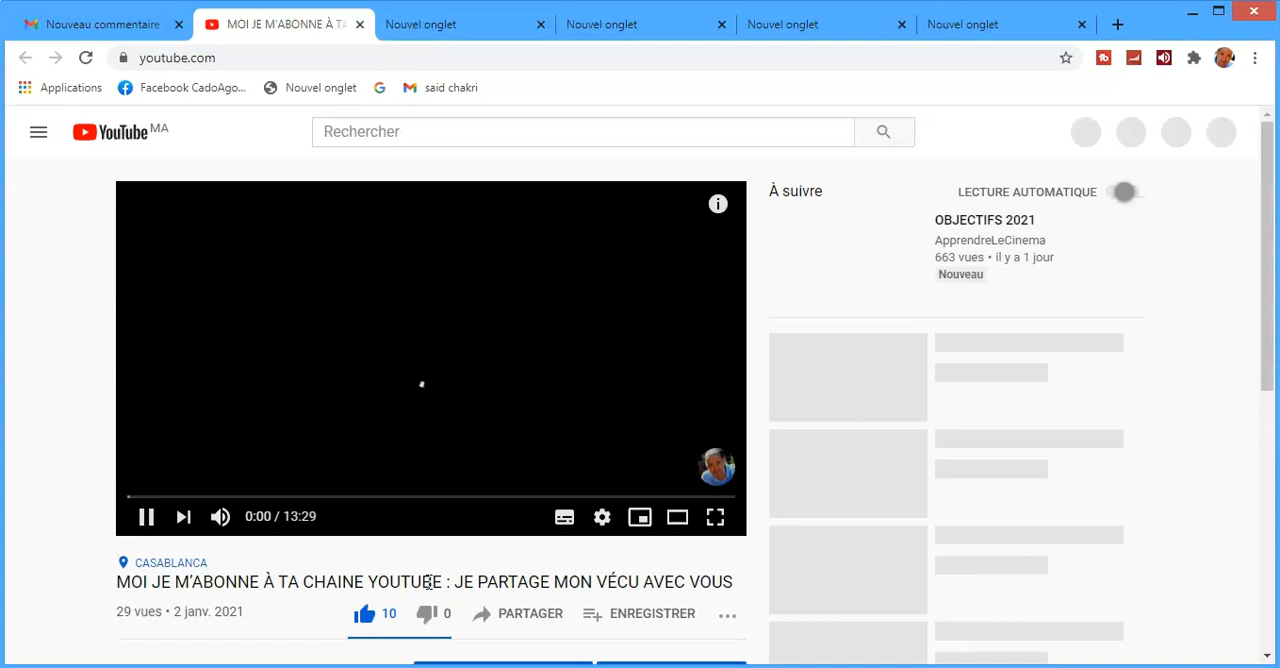 Nouveau commentaire
MOI JE M'ABONNE À TA
Nouvel onglet
Nouvel onglet
Nouvel onglet
Nouvel onglet
youtube.com
Applications
Facebook CadoAgo...
Nouvel onglet
said chakri
YouTube MA
Rechercher
À suivre
LECTURE AUTOMATIQUE
OBJECTIFS 2021
ApprendreLeCinema
663 vues • il y a 1 jour
Nouveau
0:00 / 13:29
CASABLANCA
MOI JE M'ABONNE À TA CHAINE YOUTUBE : JE PARTAGE MON VÉCU AVEC VOUS
29 vues • 2 janv. 2021
10
0
PARTAGER
ENREGISTRER